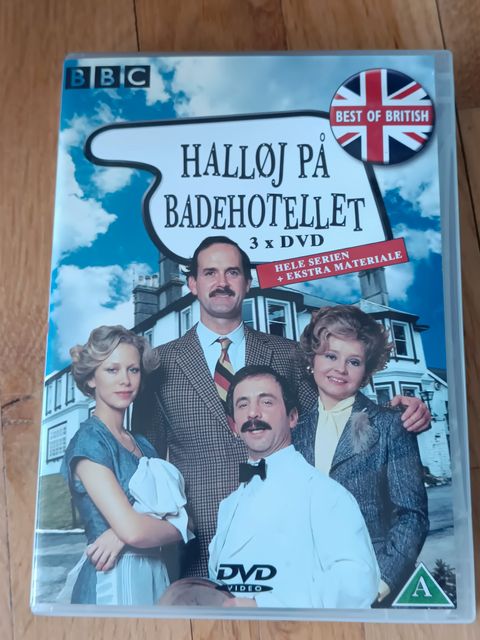 BBC
BEST OF BRITISH
HALLØJ PÅ
BADEHOTELLET
3 x DVD
HELE SERIEN
+ EKSTRA MATERIALE
DVD
VIDEO
A